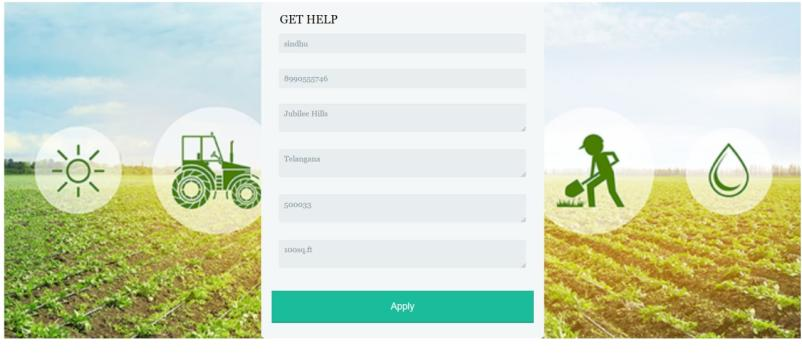 GET HELP
sindhu
8990555746
Jubilee Hills
Telangana
500033
100sq.ft
Apply